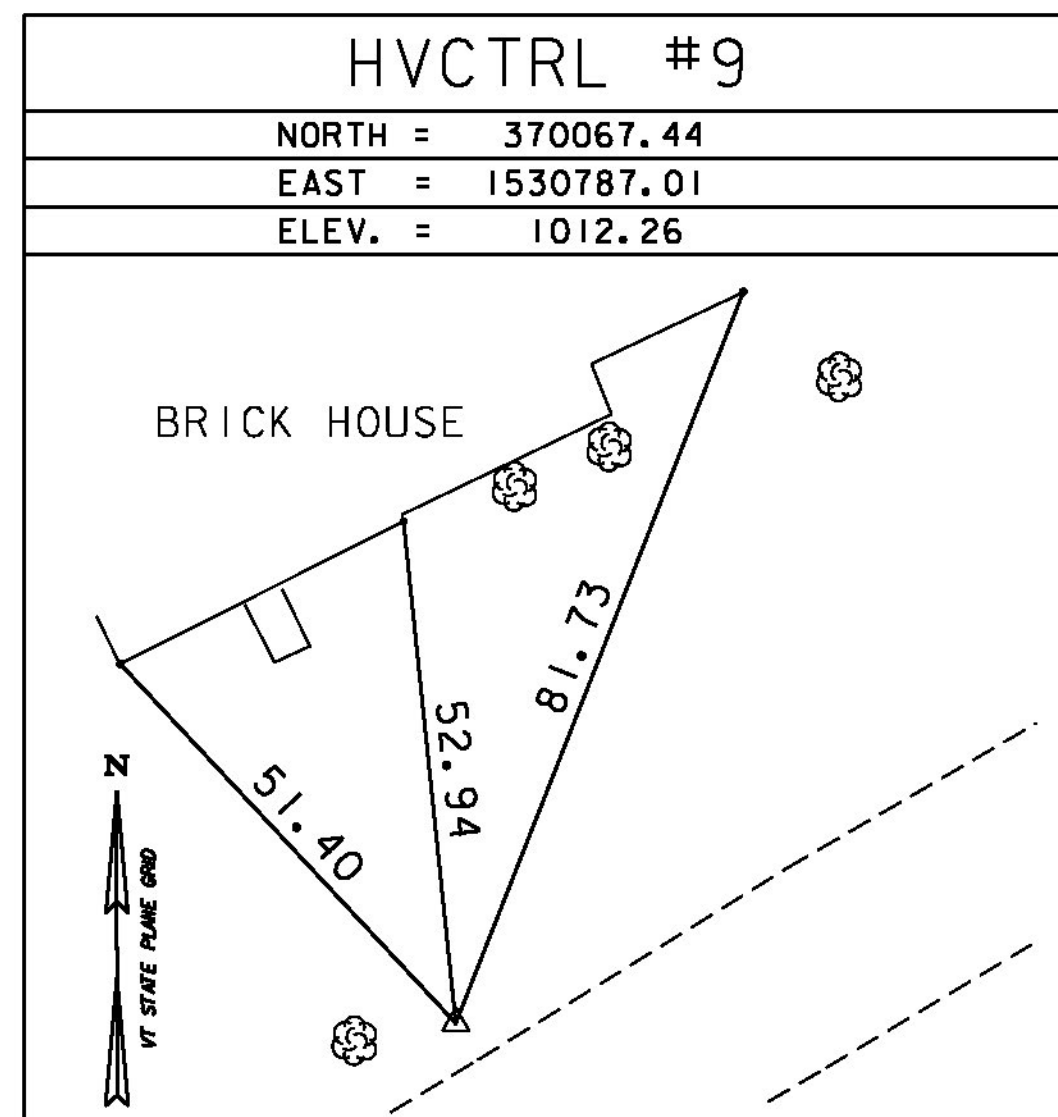 HVCTRL #9
NORTH = 370067.44
EAST = 1530787.01
ELEV. = 1012.26
BRICK HOUSE
81.73
52.94
51.40
N
VT STATE PLANE GRID